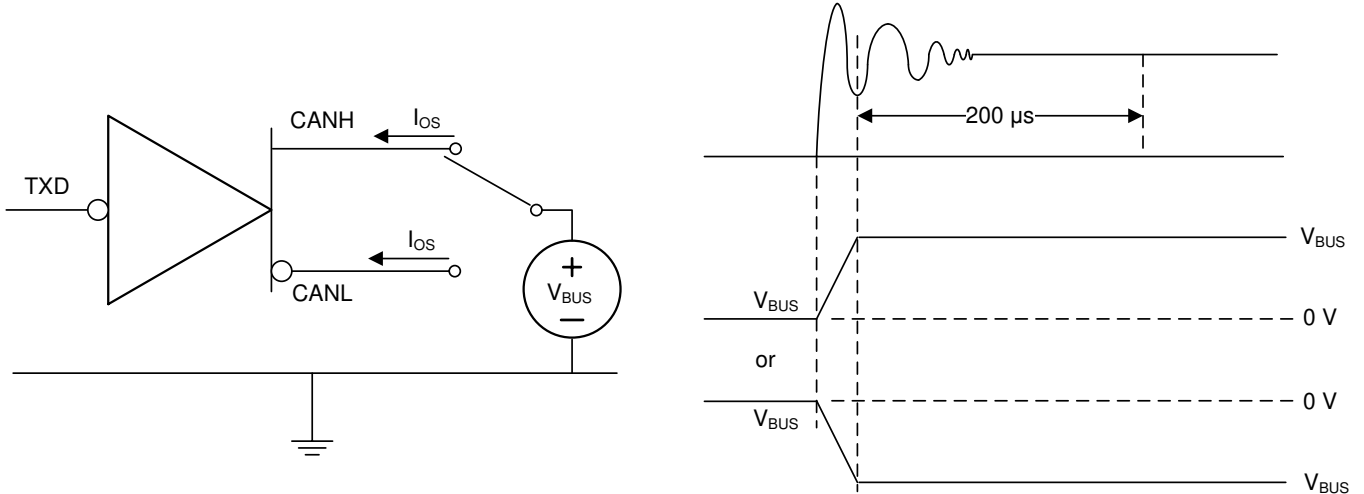 CANH
I_OS
TXD
I_OS
CANL
+
V_BUS
−
200 µs
V_BUS
V_BUS
0 V
or
0 V
V_BUS
V_BUS